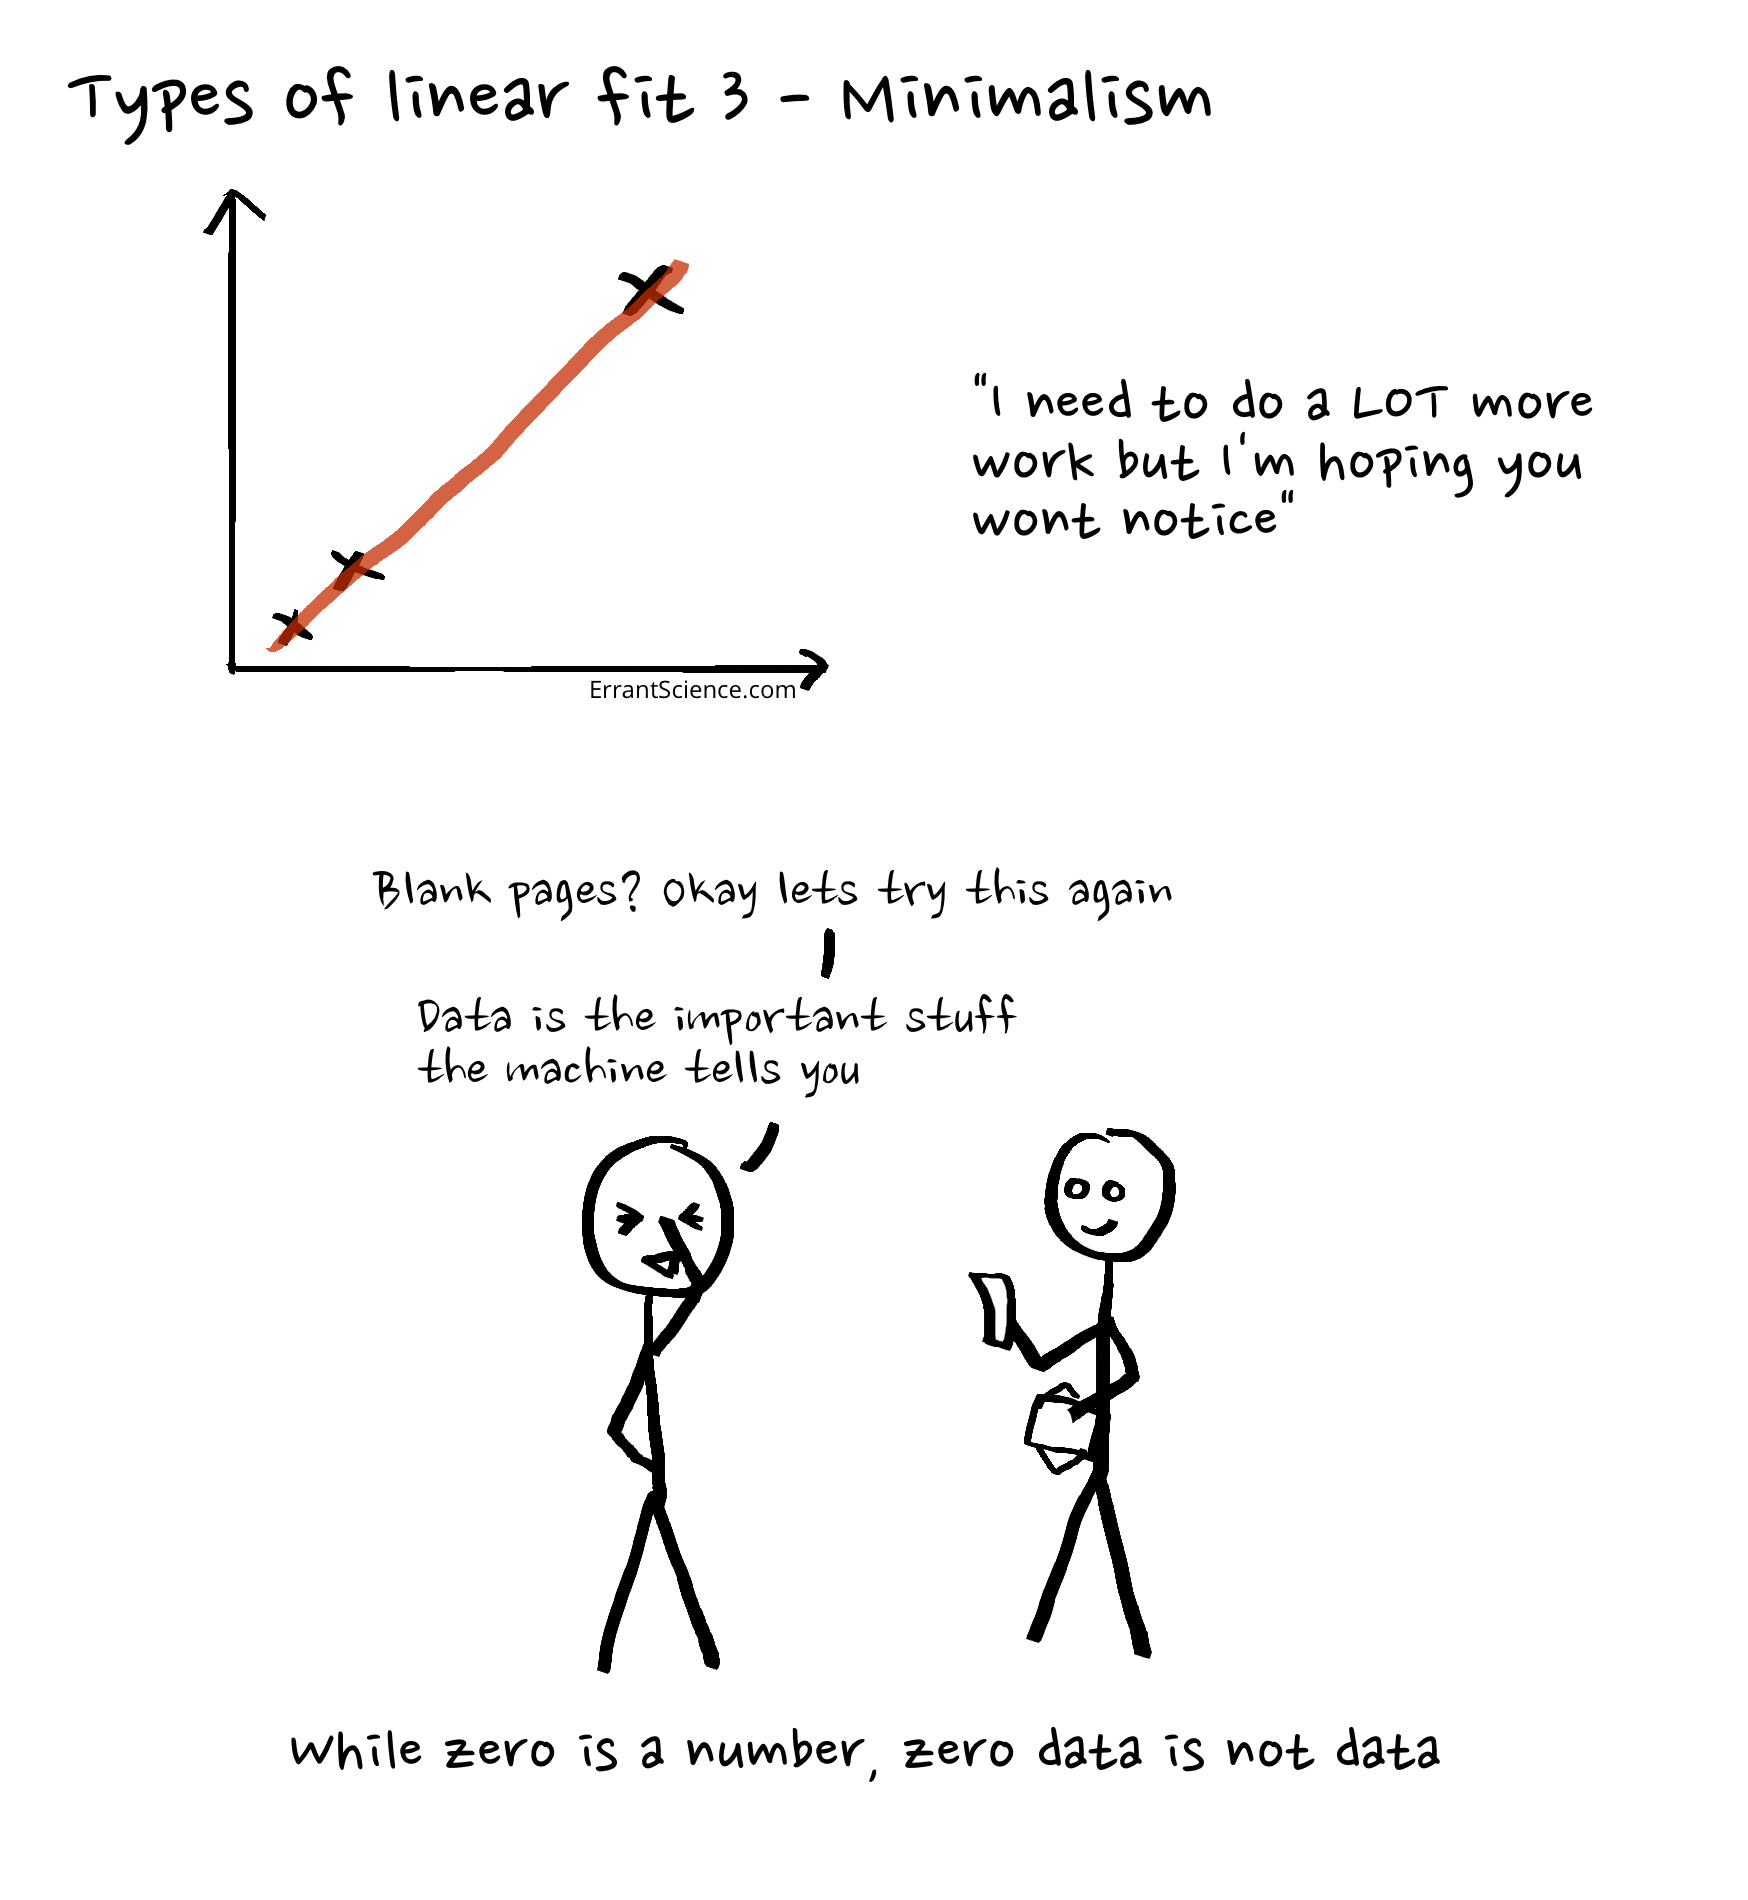 Types of linear fit 3 - Minimalism
"I need to do a LOT more
work but I'm hoping you
wont notice"
ErrantScience.com
Blank pages? Okay lets try this again
Data is the important stuff
the machine tells you
While zero is a number, zero data is not data